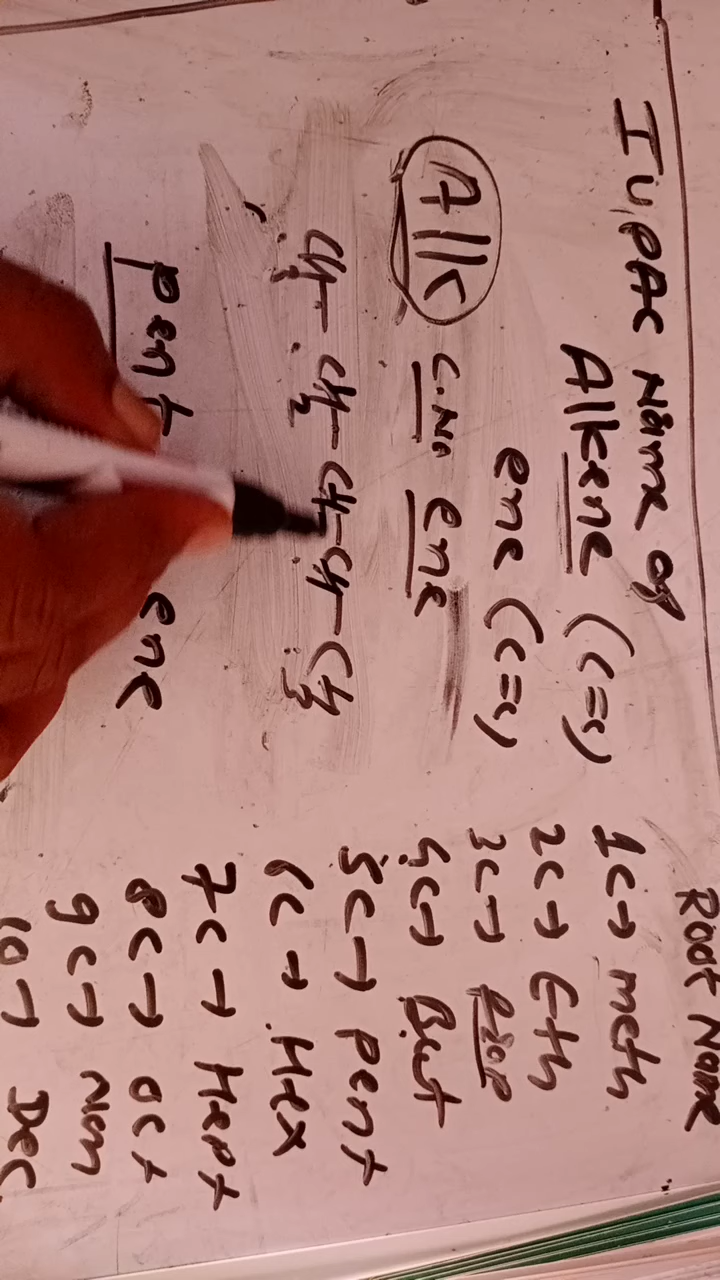 IUPAC Name of
Alkene (C=C)
ene (C=C)
Alk C.No ene
CH3-CH2-CH-CH-CH3
pent ene
Root Name
1C→ meth
2C→ Eth
3C→ Prop
4C→ But
5C→ Pent
6C→ Hex
7C→ Hept
8C→ Oct
9C→ Non
10→ Dec